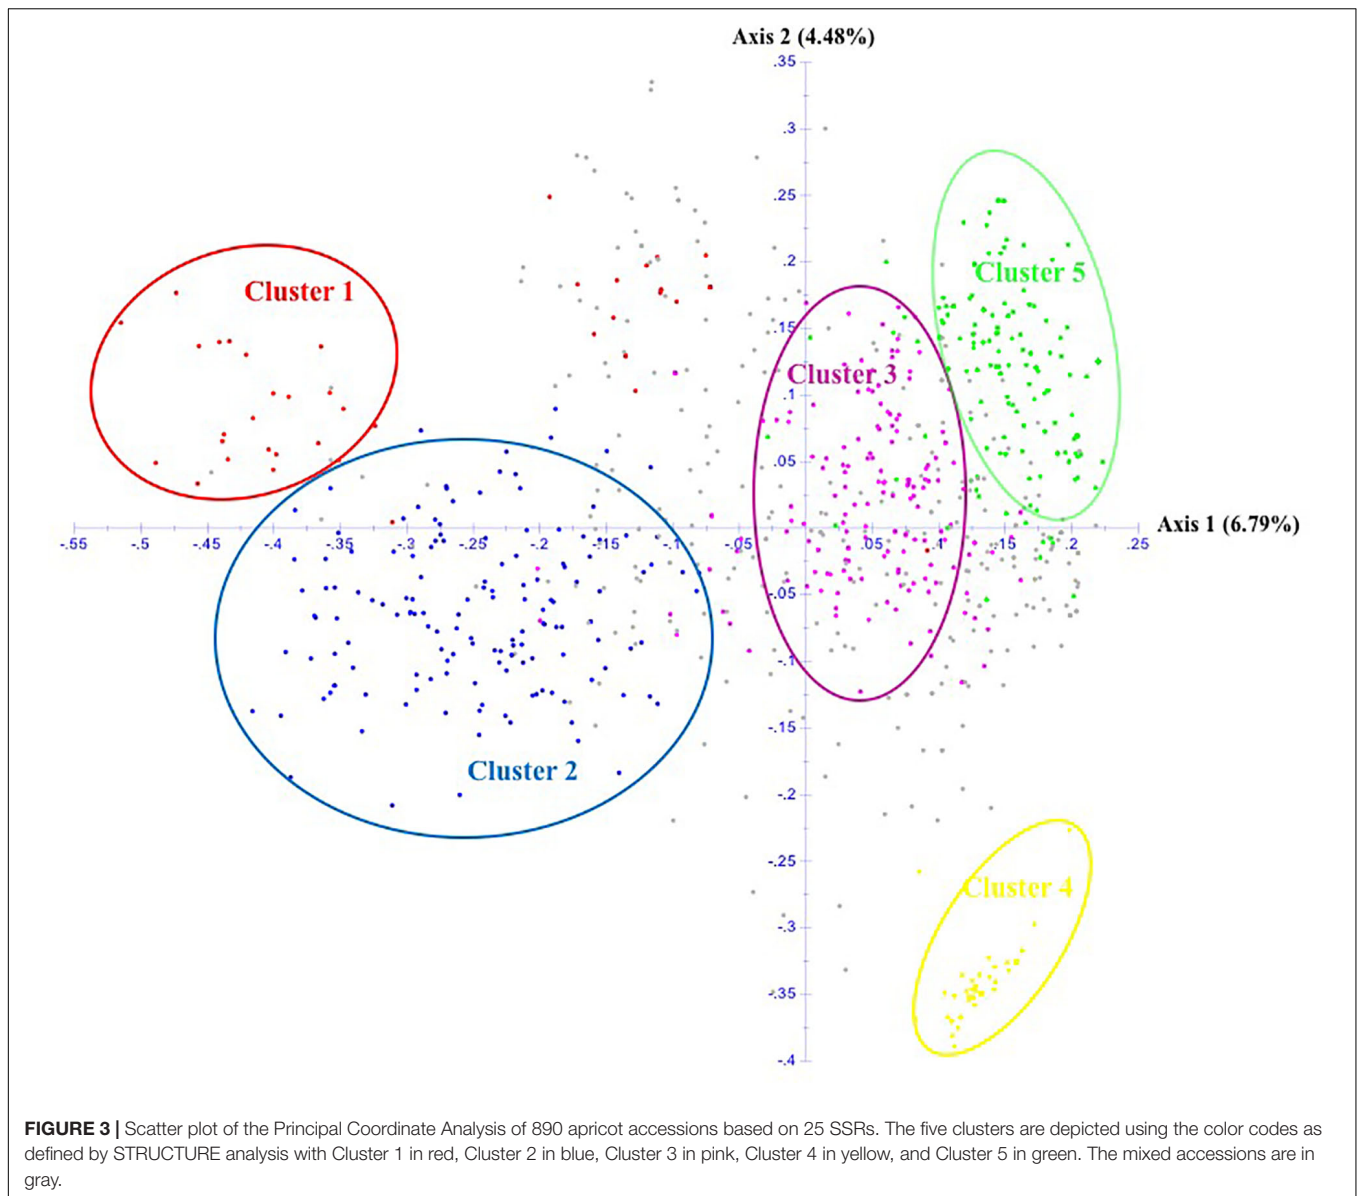 Axis 2 (4.48%)
.35
.3
.25
.2
.15
.1
.05
Cluster 1
Cluster 5
Cluster 3
-.55 -.5 -.45 -.4 -.35 -.3 -.25 -.2 -.15 -.1 -.05 .05 .1 .15 .2 .25
Axis 1 (6.79%)
-.05
-.1
-.15
-.2
-.25
-.3
-.35
-.4
Cluster 2
Cluster 4
FIGURE 3 | Scatter plot of the Principal Coordinate Analysis of 890 apricot accessions based on 25 SSRs. The five clusters are depicted using the color codes as
defined by STRUCTURE analysis with Cluster 1 in red, Cluster 2 in blue, Cluster 3 in pink, Cluster 4 in yellow, and Cluster 5 in green. The mixed accessions are in
gray.